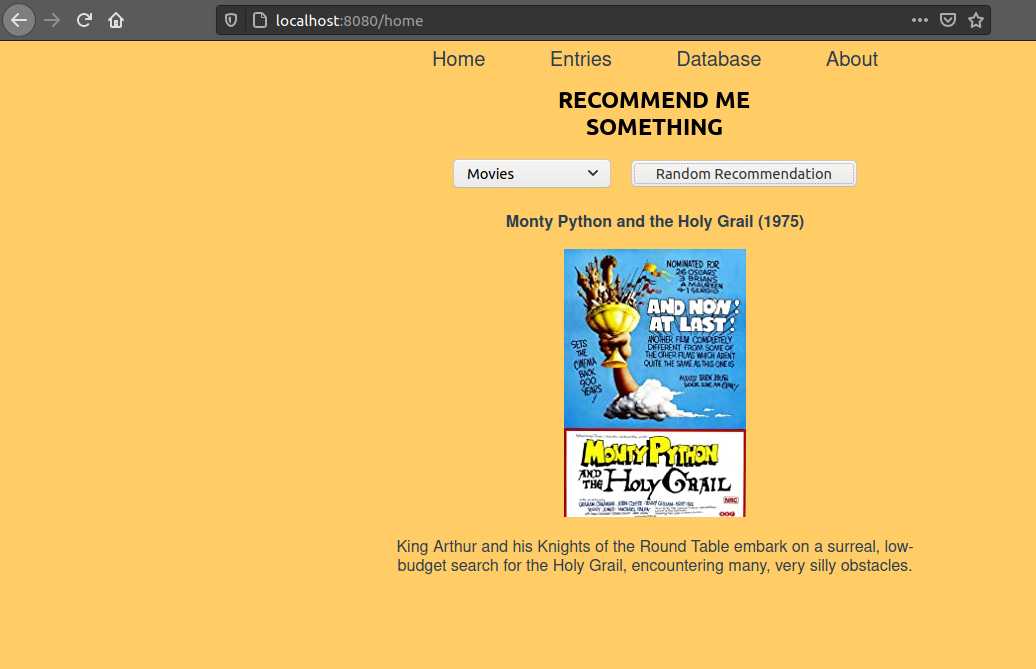 localhost:8080/home
Home Entries Database About
RECOMMEND ME
SOMETHING
Movies Random Recommendation
Monty Python and the Holy Grail (1975)
NOMINATED FOR
26 OSCARS
3 BRIANS
A MAUREEN
+ 1 SERGIO
AND NOW!
AT LAST!
ANOTHER FILM COMPLETELY
DIFFERENT FROM SOME OF
THE OTHER FILMS WHICH AREN'T
QUITE THE SAME AS THIS ONE IS
SETS
THE
CINEMA
BACK
900
YEARS!
MONTY PYTHON
AND THE HOLY GRAIL
King Arthur and his Knights of the Round Table embark on a surreal, low-
budget search for the Holy Grail, encountering many, very silly obstacles.